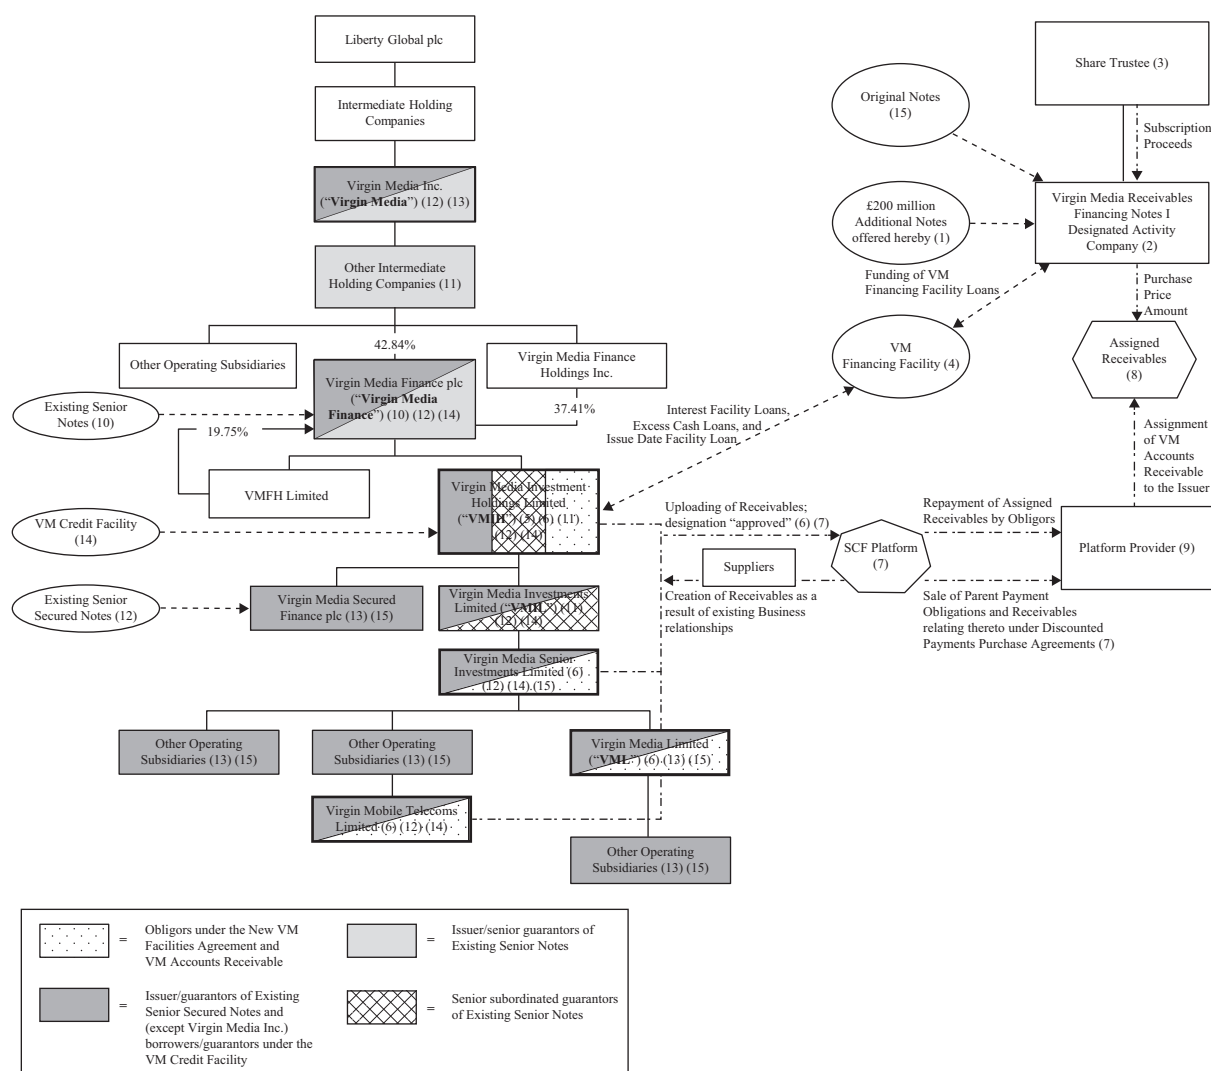 Liberty Global plc
Intermediate Holding
Companies
Virgin Media Inc.
(“Virgin Media”) (12) (13)
Other Intermediate
Holding Companies (11)
42.84%
Other Operating Subsidiaries
Virgin Media Finance plc
(“Virgin Media
Finance”) (10) (12) (14)
Virgin Media Finance
Holdings Inc.
37.41%
Existing Senior
Notes (10)
19.75%
VMFH Limited
Virgin Media Investment
Holdings Limited
(“VMIH”) (5) (6) (11)
(12) (14)
VM Credit Facility
(14)
Existing Senior
Secured Notes (12)
Virgin Media Secured
Finance plc (13) (15)
Virgin Media Investments
Limited (“VMIL”) (11)
(12) (14)
Virgin Media Senior
Investments Limited (6)
(12) (14) (15)
Other Operating
Subsidiaries (13) (15)
Other Operating
Subsidiaries (13) (15)
Virgin Media Limited
(“VML”) (6) (13) (15)
Virgin Mobile Telecoms
Limited (6) (12) (14)
Other Operating
Subsidiaries (13) (15)
Share Trustee (3)
Original Notes
(15)
Subscription
Proceeds
£200 million
Additional Notes
offered hereby (1)
Virgin Media Receivables
Financing Notes I
Designated Activity
Company (2)
Funding of VM
Financing Facility Loans
Purchase
Price
Amount
VM
Financing Facility (4)
Assigned
Receivables
(8)
Interest Facility Loans,
Excess Cash Loans, and
Issue Date Facility Loan
Assignment
of VM
Accounts
Receivable
to the Issuer
Uploading of Receivables;
designation “approved” (6) (7)
Repayment of Assigned
Receivables by Obligors
SCF Platform
(7)
Platform Provider (9)
Suppliers
Creation of Receivables as a
result of existing Business
relationships
Sale of Parent Payment
Obligations and Receivables
relating thereto under Discounted
Payments Purchase Agreements (7)
= Obligors under the New VM
Facilities Agreement and
VM Accounts Receivable
= Issuer/senior guarantors of
Existing Senior Notes
= Issuer/guarantors of Existing
Senior Secured Notes and
(except Virgin Media Inc.)
borrowers/guarantors under the
VM Credit Facility
= Senior subordinated guarantors
of Existing Senior Notes